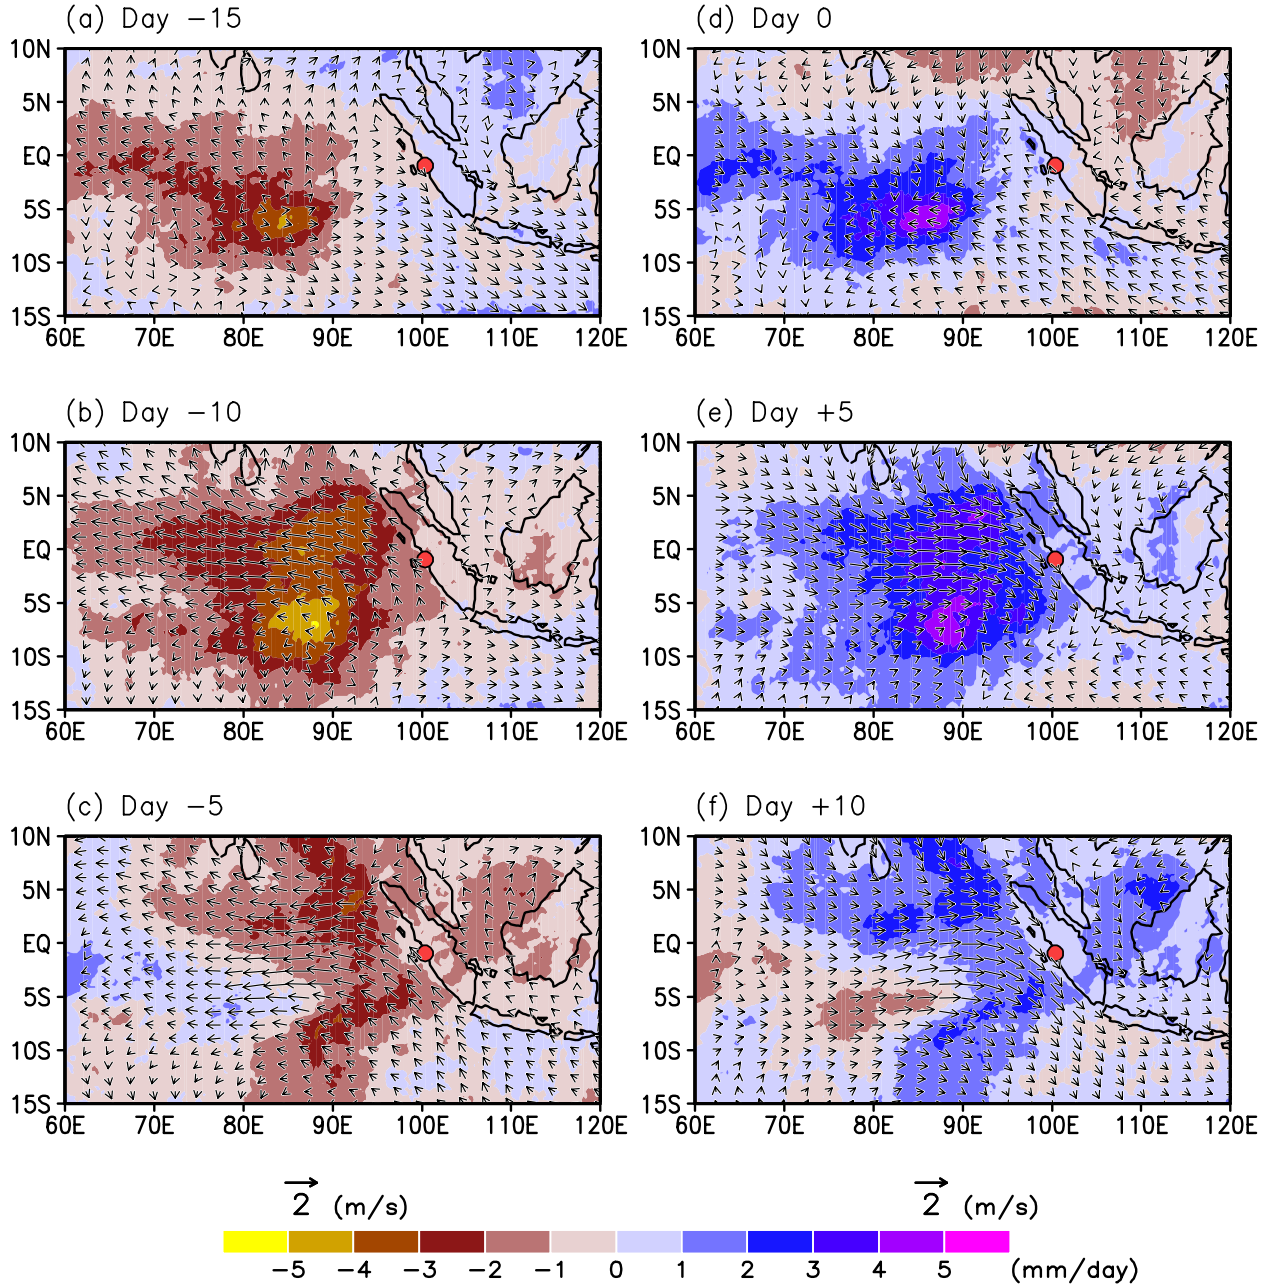 (a) Day −15
10N
5N
EQ
5S
10S
15S
60E 70E 80E 90E 100E 110E 120E
(d) Day 0
10N
5N
EQ
5S
10S
15S
60E 70E 80E 90E 100E 110E 120E
(b) Day −10
10N
5N
EQ
5S
10S
15S
60E 70E 80E 90E 100E 110E 120E
(e) Day +5
10N
5N
EQ
5S
10S
15S
60E 70E 80E 90E 100E 110E 120E
(c) Day −5
10N
5N
EQ
5S
10S
15S
60E 70E 80E 90E 100E 110E 120E
(f) Day +10
10N
5N
EQ
5S
10S
15S
60E 70E 80E 90E 100E 110E 120E
2 (m/s)
2 (m/s)
−5 −4 −3 −2 −1 0 1 2 3 4 5 (mm/day)